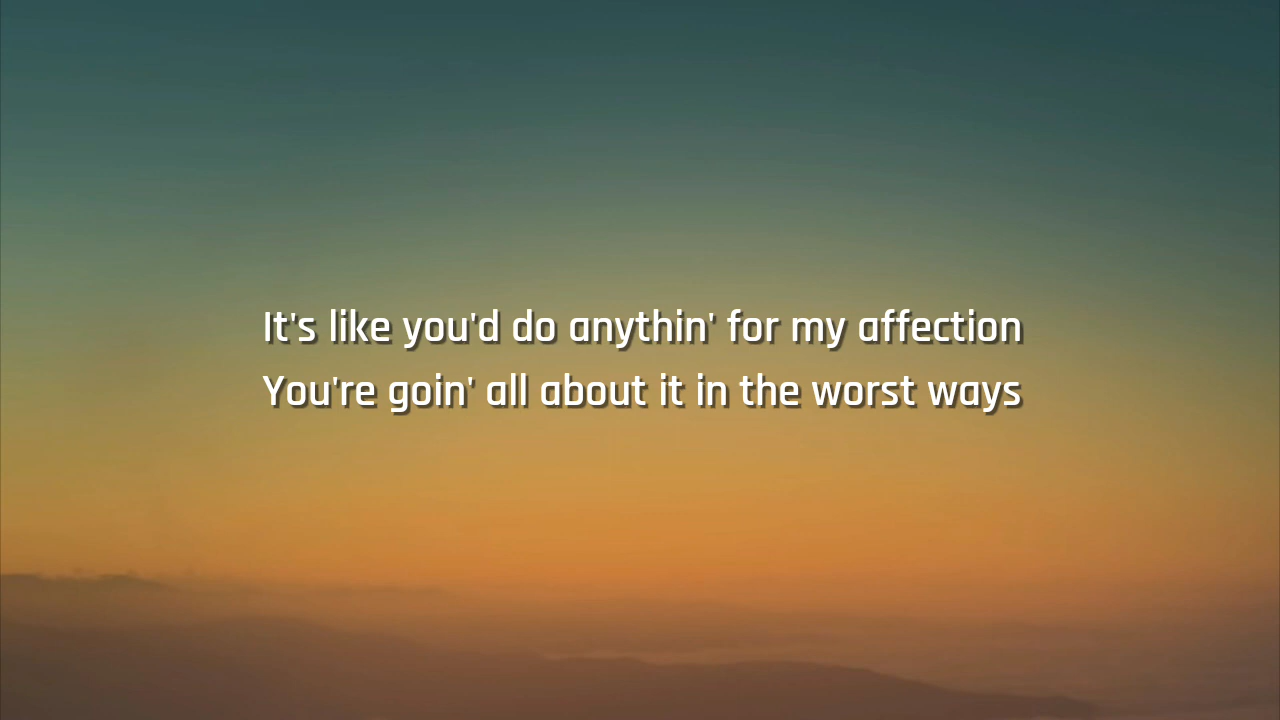 It's like you'd do anythin' for my affection
You're goin' all about it in the worst ways